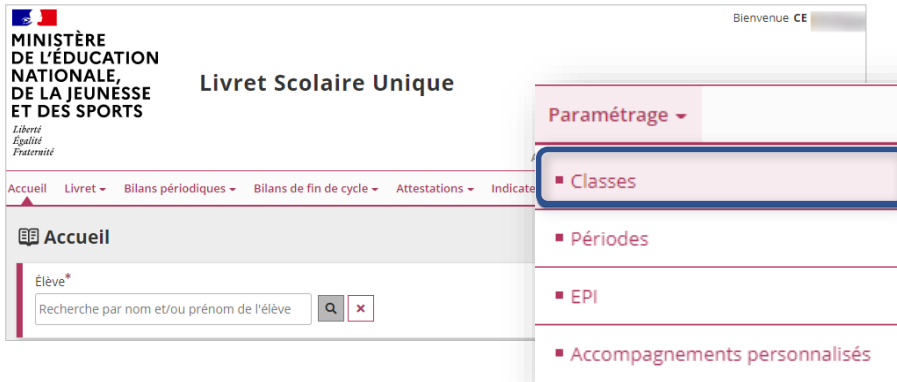 Bienvenue CE
MINISTÈRE
DE L'ÉDUCATION
NATIONALE,
DE LA JEUNESSE
ET DES SPORTS
Liberté
Égalité
Fraternité
Livret Scolaire Unique
Accueil Livret Bilans périodiques Bilans de fin de cycle Attestations
Accueil
Élève*
Recherche par nom et/ou prénom de l'élève
Paramétrage
Classes
Périodes
EPI
Accompagnements personnalisés